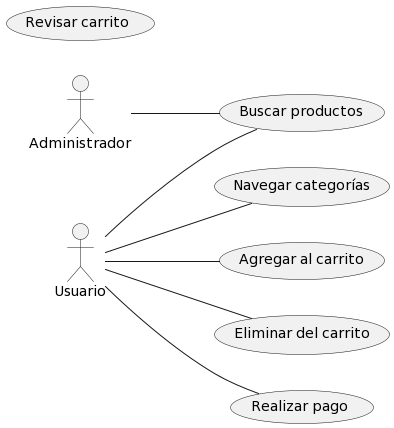 Revisar carrito
Buscar productos
Administrador
Navegar categorías
Agregar al carrito
Usuario
Eliminar del carrito
Realizar pago